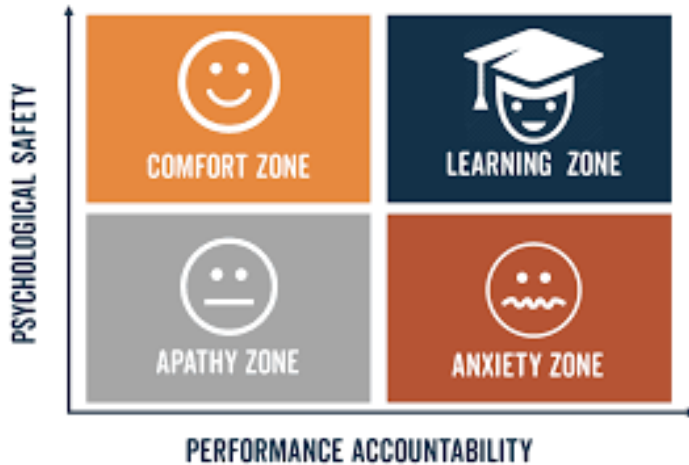 PSYCHOLOGICAL SAFETY
COMFORT ZONE
LEARNING ZONE
APATHY ZONE
ANXIETY ZONE
PERFORMANCE ACCOUNTABILITY